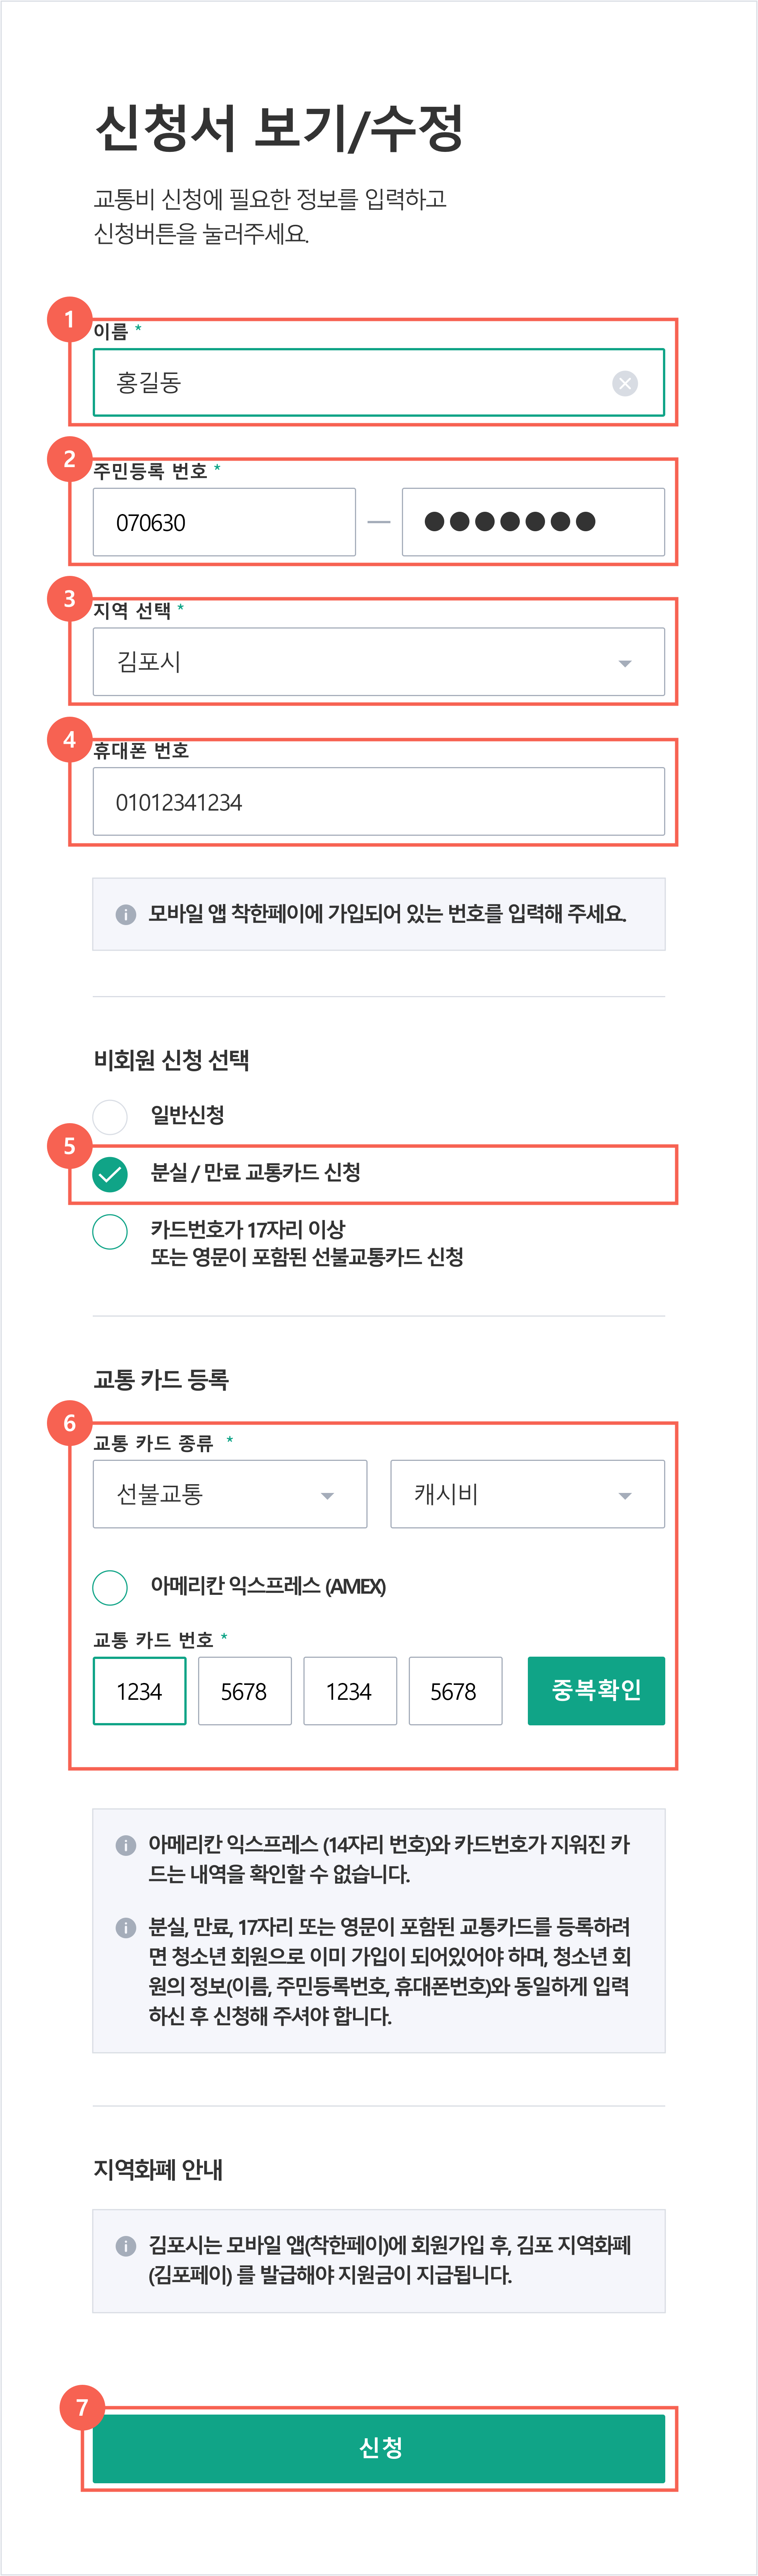 신청서 보기/수정
교통비 신청에 필요한 정보를 입력하고
신청버튼을 눌러주세요.
1
이름 *
홍길동
2
주민등록 번호 *
070630 — ●●●●●●●
3
지역 선택 *
김포시
4
휴대폰 번호
01012341234
모바일 앱 착한페이에 가입되어 있는 번호를 입력해 주세요.
비회원 신청 선택
일반신청
5
분실 / 만료 교통카드 신청
카드번호가 17자리 이상
또는 영문이 포함된 선불교통카드 신청
교통 카드 등록
6
교통 카드 종류 *
선불교통 캐시비
아메리칸 익스프레스 (AMEX)
교통 카드 번호 *
1234 5678 1234 5678 중복확인
아메리칸 익스프레스 (14자리 번호)와 카드번호가 지워진 카
드는 내역을 확인할 수 없습니다.
분실, 만료, 17자리 또는 영문이 포함된 교통카드를 등록하려
면 청소년 회원으로 이미 가입이 되어있어야 하며, 청소년 회
원의 정보(이름, 주민등록번호, 휴대폰번호)와 동일하게 입력
하신 후 신청해 주셔야 합니다.
지역화폐 안내
김포시는 모바일 앱(착한페이)에 회원가입 후, 김포 지역화폐
(김포페이) 를 발급해야 지원금이 지급됩니다.
7
신청